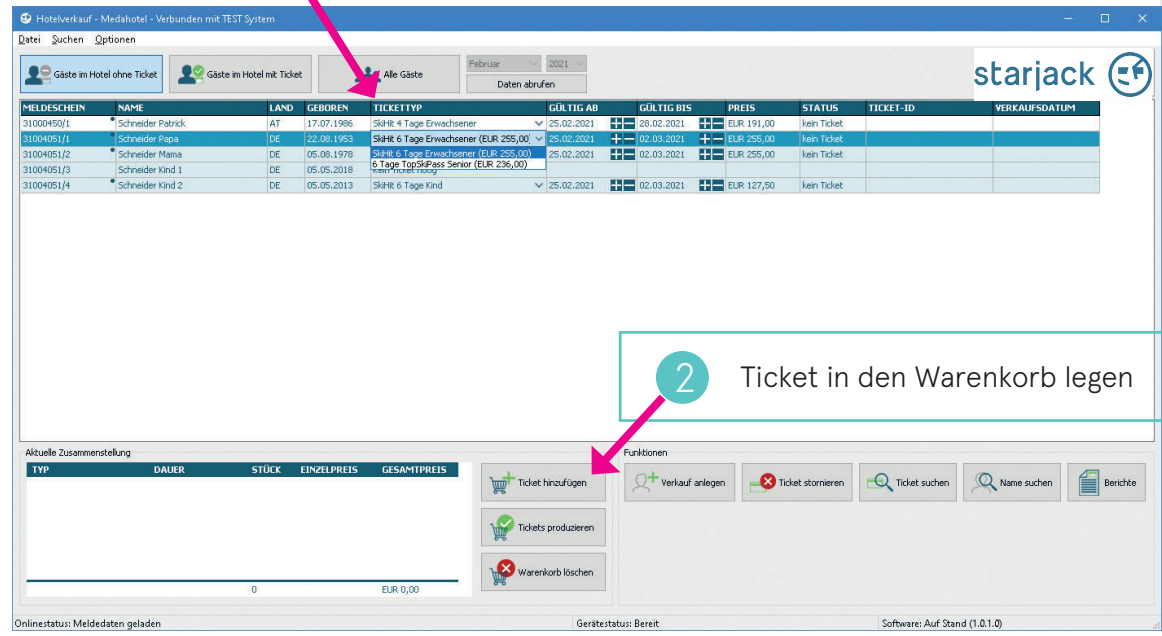 Hotelverkauf - Medahotel - Verbunden mit TEST System
Datei Suchen Optionen
Gäste im Hotel ohne Ticket Gäste im Hotel mit Ticket Alle Gäste Februar 2021
Daten abrufen
starjack
MELDESCHEIN NAME LAND GEBOREN TICKETTYP GÜLTIG AB GÜLTIG BIS PREIS STATUS TICKET-ID VERKAUFSDATUM
31000450/1 Schneider Patrick AT 17.07.1986 SkiHit 4 Tage Erwachsener 25.02.2021 28.02.2021 EUR 191,00 kein Ticket
31004051/1 Schneider Papa DE 22.08.1953 SkiHit 6 Tage Erwachsener (EUR 255,00) 25.02.2021 02.03.2021 EUR 255,00 kein Ticket
31004051/2 Schneider Mama DE 05.08.1978 SkiHit 6 Tage Erwachsener (EUR 255,00) 25.02.2021 02.03.2021 EUR 255,00 kein Ticket
6 Tage TopSkiPass Senior (EUR 236,00)
31004051/3 Schneider Kind 1 DE 05.05.2018
31004051/4 Schneider Kind 2 DE 05.05.2013 SkiHit 6 Tage Kind 25.02.2021 02.03.2021 EUR 127,50 kein Ticket
2 Ticket in den Warenkorb legen
Aktuelle Zusammenstellung
TYP DAUER STÜCK EINZELPREIS GESAMTPREIS
0 EUR 0,00
Ticket hinzufügen
Tickets produzieren
Warenkorb löschen
Funktionen
Verkauf anlegen Ticket stornieren Ticket suchen Name suchen Berichte
Onlinestatus: Meldedaten geladen Gerätestatus: Bereit Software: Auf Stand (1.0.1.0)